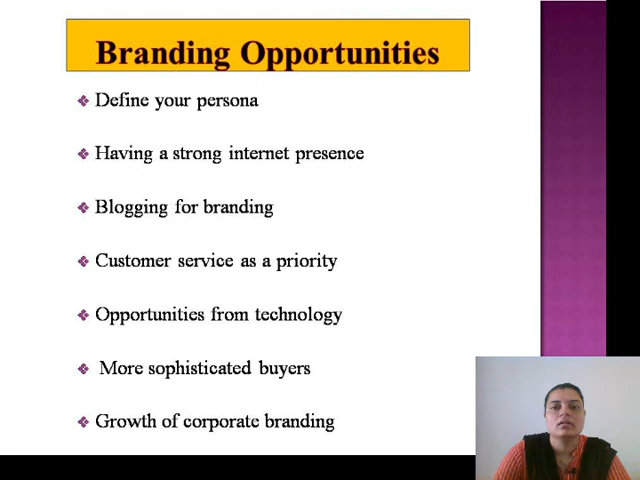 Branding Opportunities
Define your persona
Having a strong internet presence
Blogging for branding
Customer service as a priority
Opportunities from technology
More sophisticated buyers
Growth of corporate branding